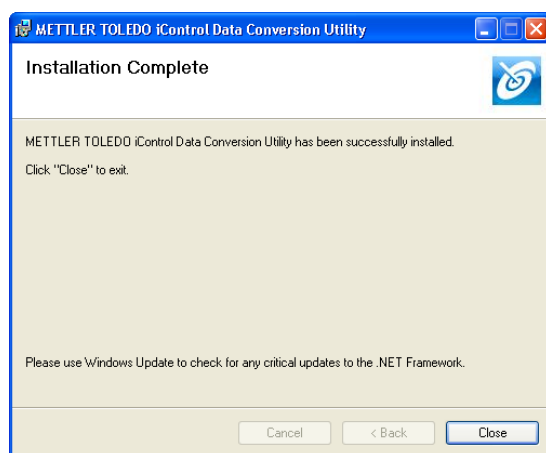 METTLER TOLEDO iControl Data Conversion Utility
Installation Complete
METTLER TOLEDO iControl Data Conversion Utility has been successfully installed.
Click "Close" to exit.
Please use Windows Update to check for any critical updates to the .NET Framework.
Cancel
< Back
Close